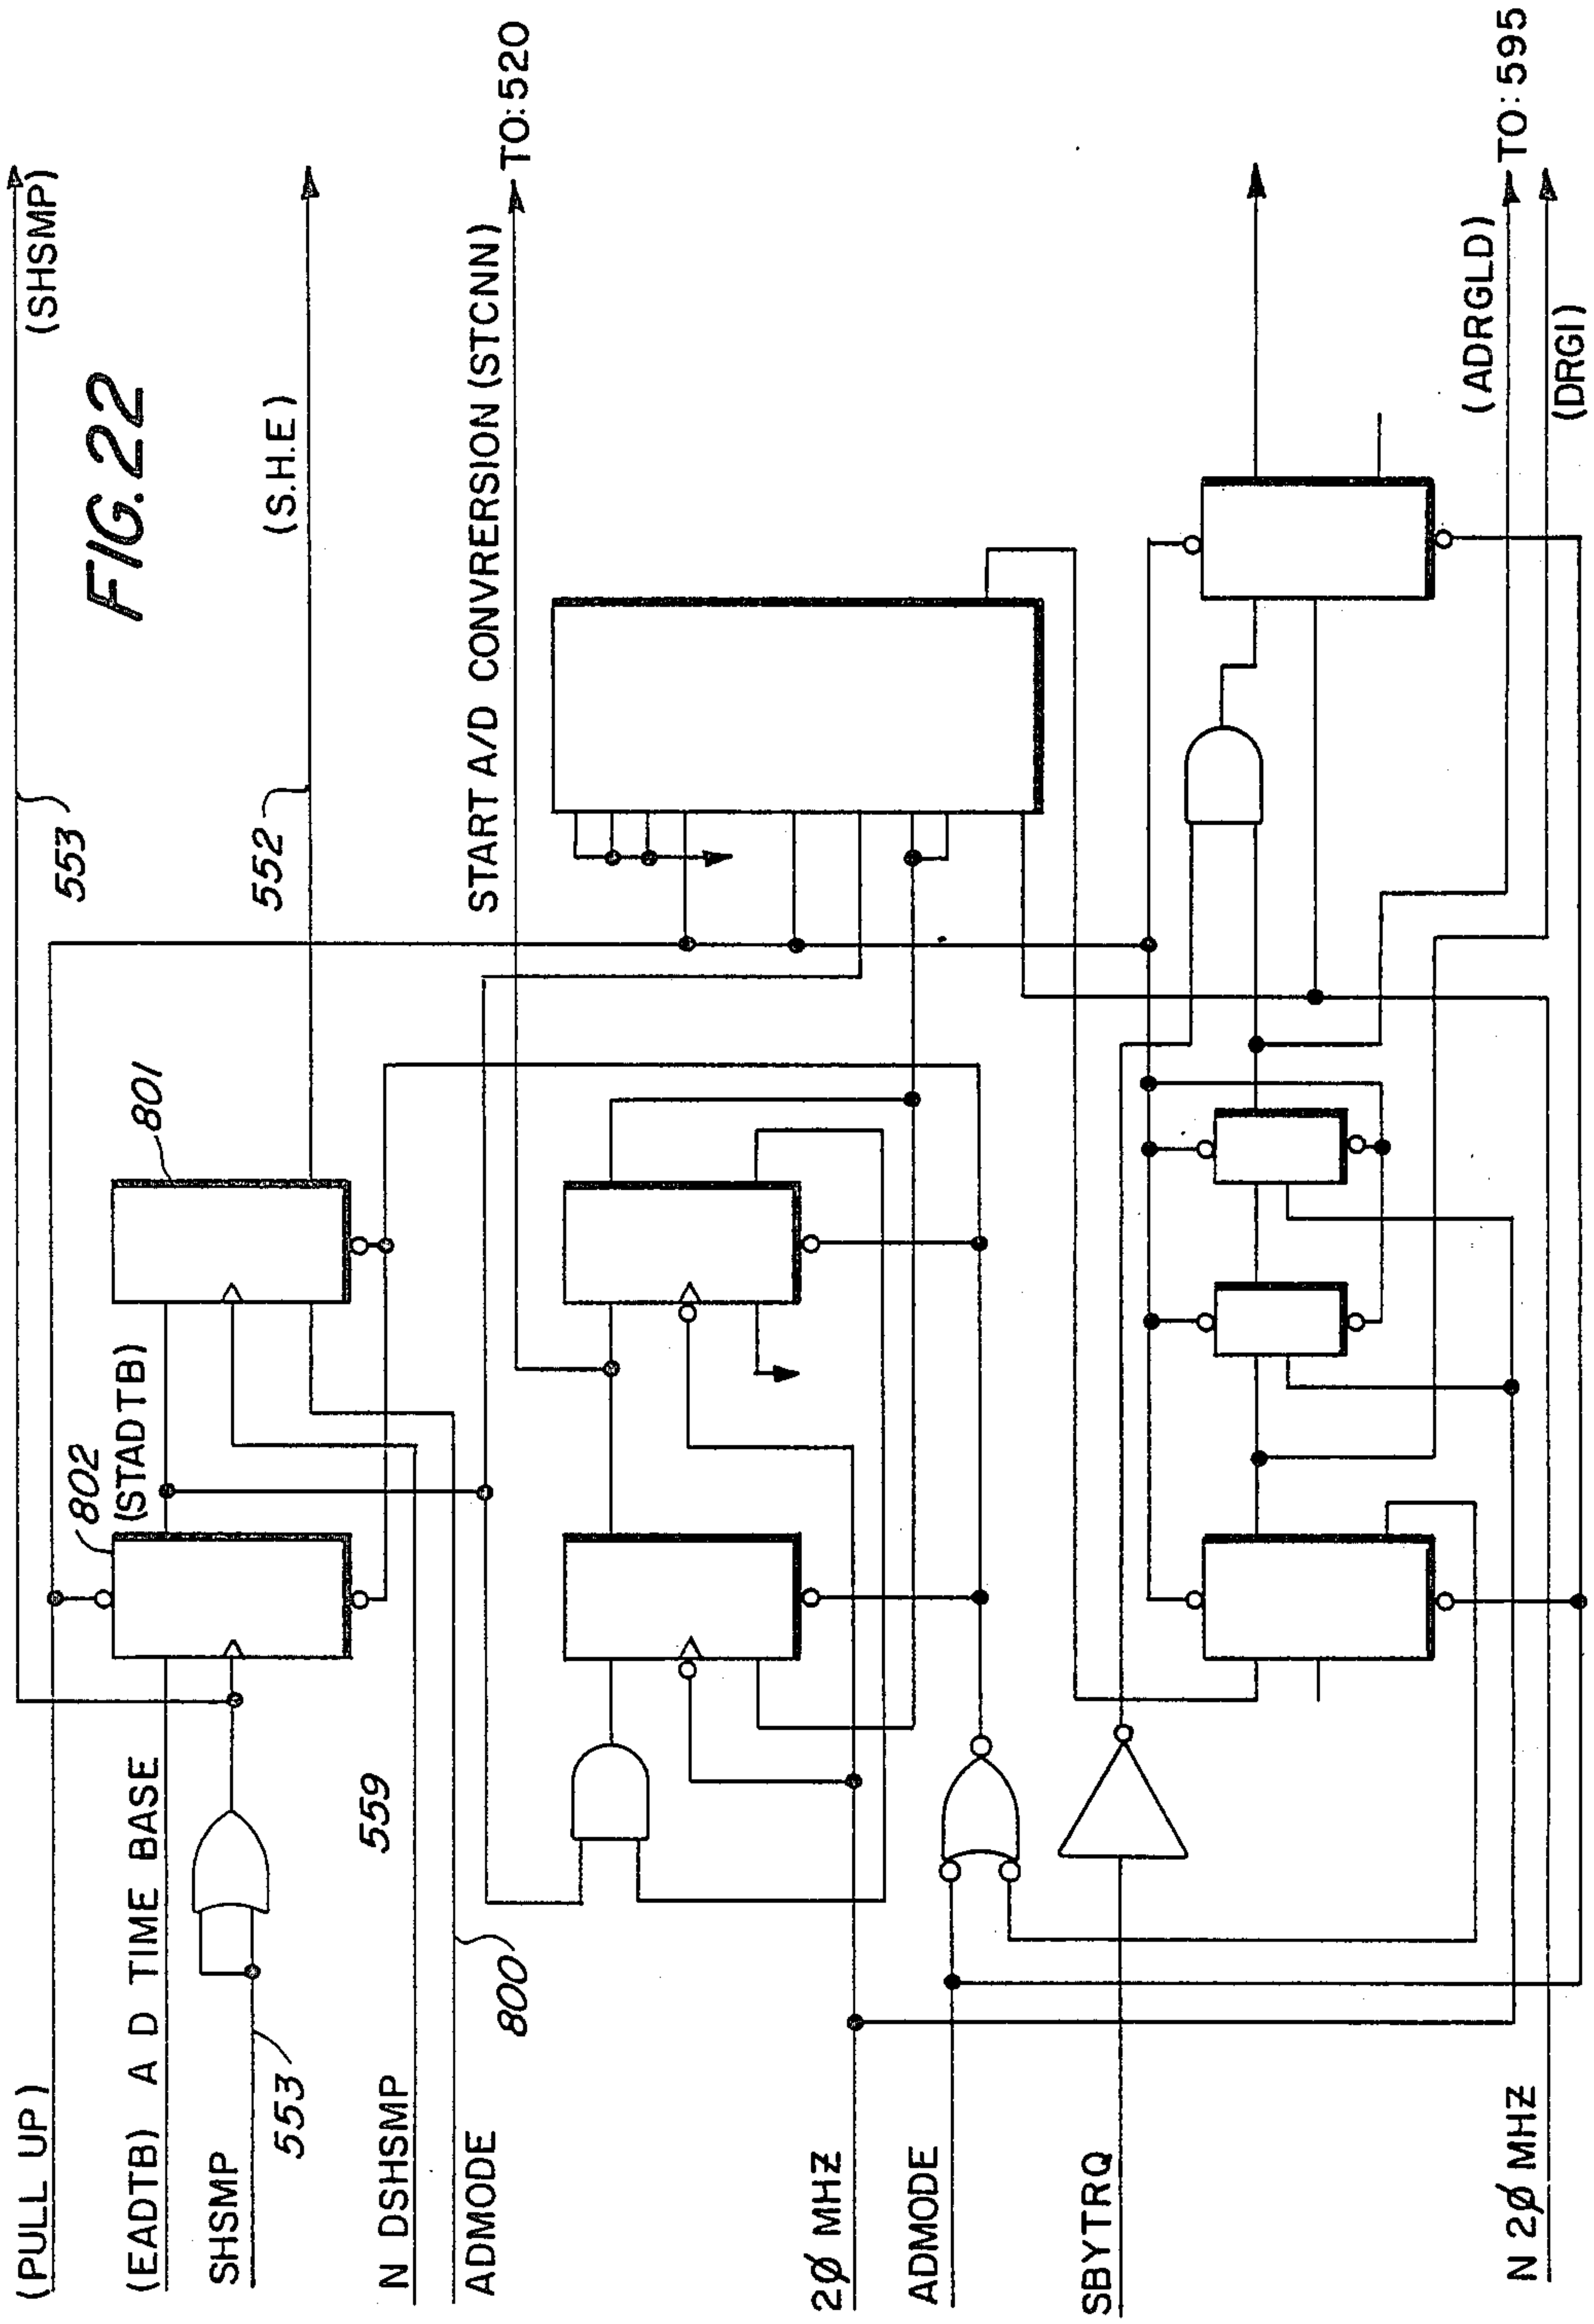 FIG. 22
(PULL UP)
(EADTB) A D TIME BASE
SHSMP
553
N DSHSMP
559
ADMODE
800
802
(STADTB)
801
553
(SHSMP)
552
(S.H.E)
START A/D CONVRERSION (STCNN)
TO:520
2Ø MHZ
ADMODE
SBYTRQ
N 2Ø MHZ
(ADRGLD)
TO:595
(DRGI)